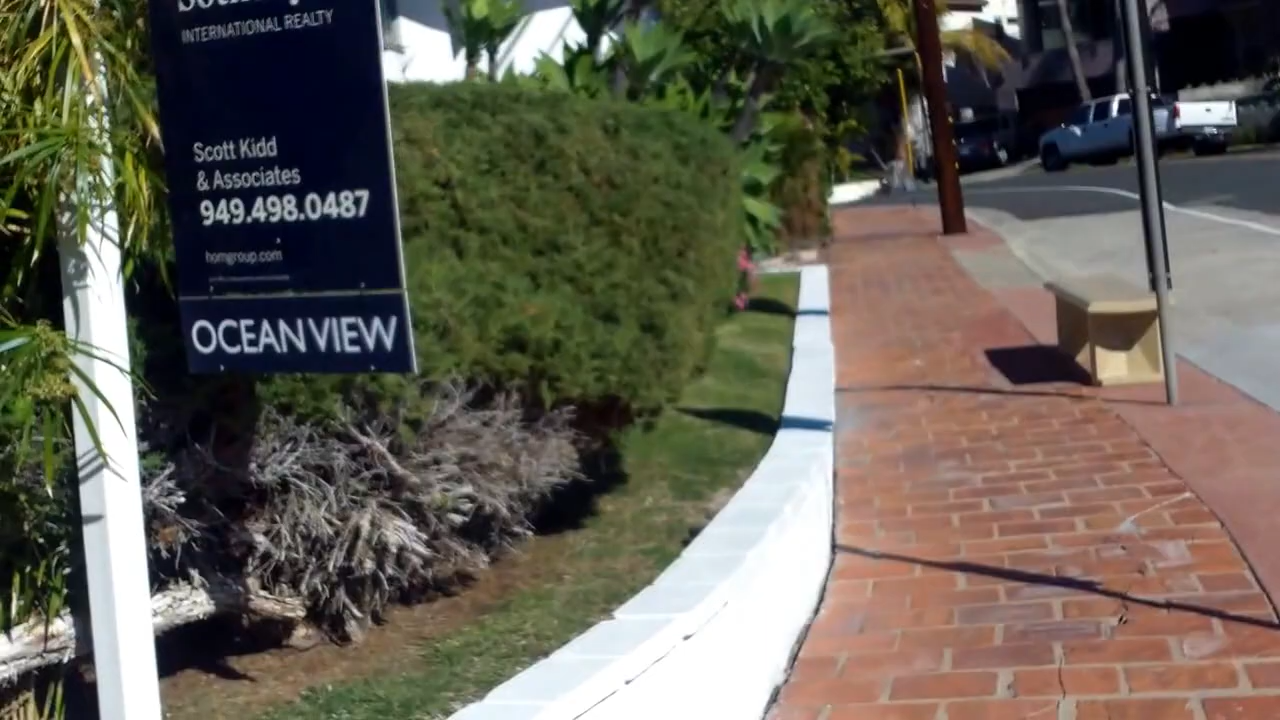 INTERNATIONAL REALTY
Scott Kidd
& Associates
949.498.0487
homgroup.com
OCEAN VIEW